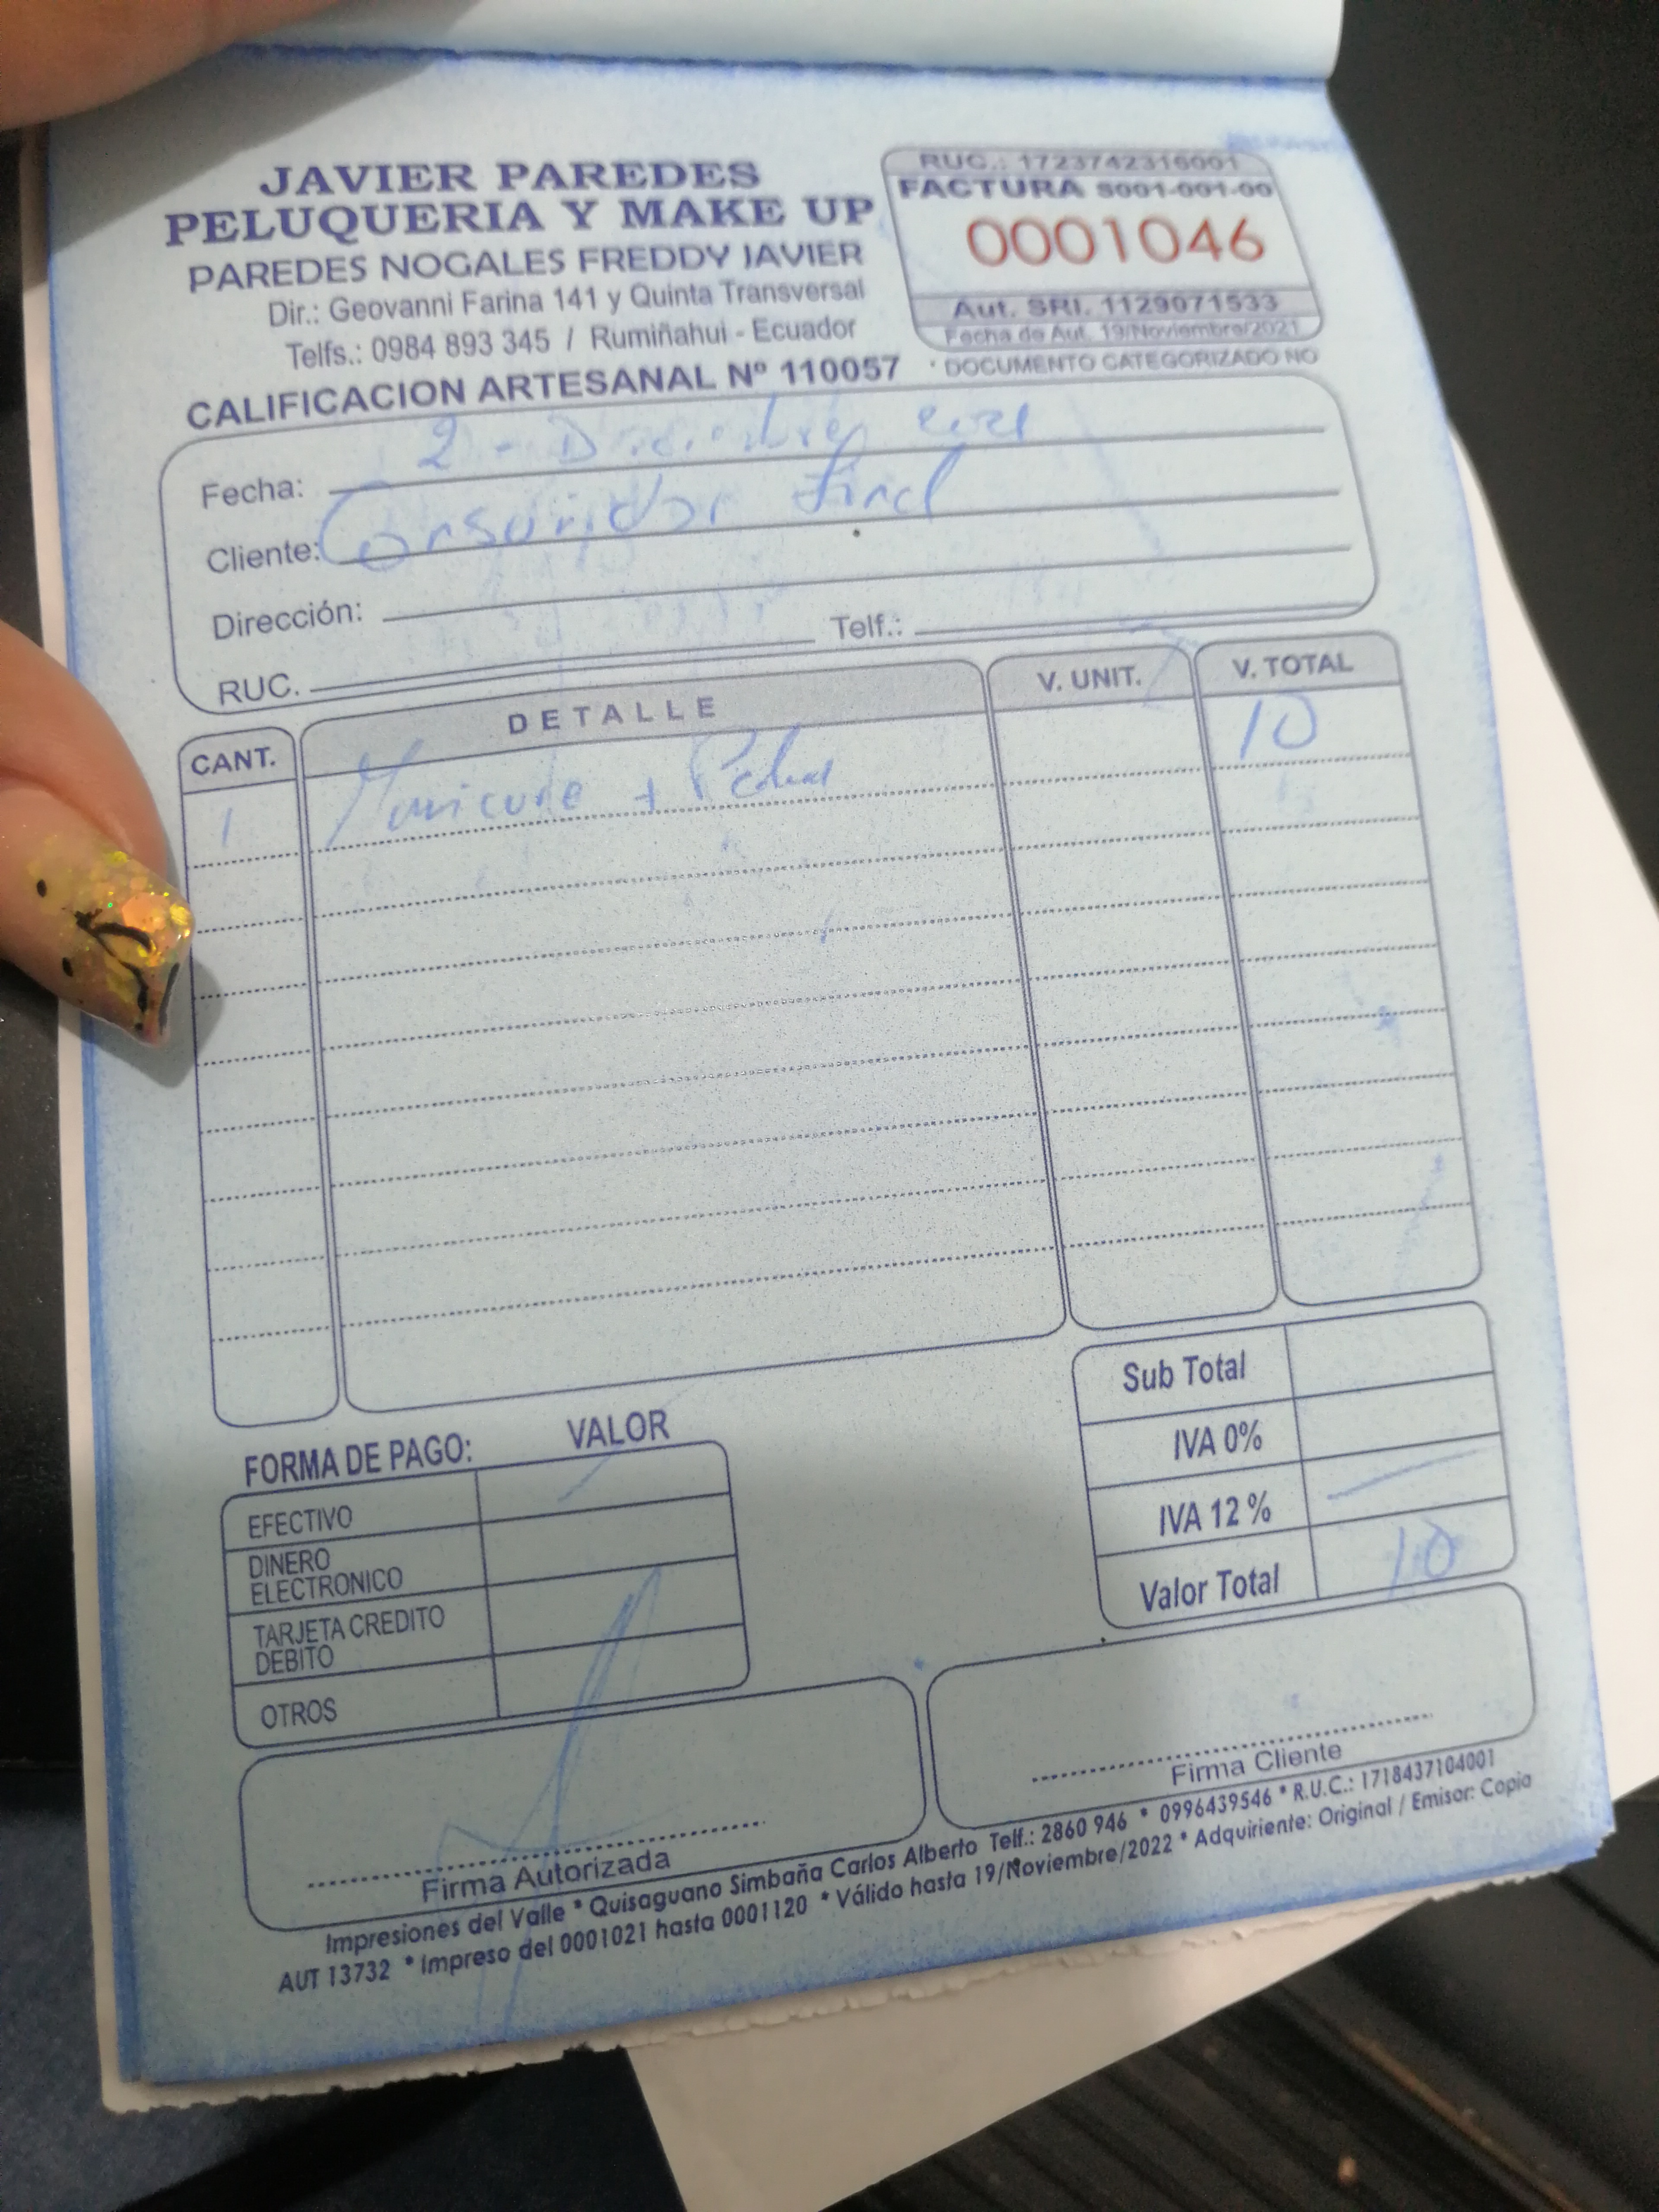 JAVIER PAREDES
PELUQUERIA Y MAKE UP
PAREDES NOGALES FREDDY JAVIER
Dir.: Geovanni Farina 141 y Quinta Transversal
Telfs.: 0984 893 345 / Rumiñahui - Ecuador
CALIFICACION ARTESANAL Nº 110057
RUC.: 1723742316001
FACTURA S001-001-00
0001046
Aut. SRI. 1129071533
Fecha de Aut. 19/Noviembre/2021
* DOCUMENTO CATEGORIZADO NO
Fecha: 2 - Diciembre 2021
Cliente: Consumidor Final
Dirección:
RUC. Telf.:
CANT. DETALLE V. UNIT. V. TOTAL
1 Manicure + 10
Sub Total
IVA 0%
IVA 12 %
Valor Total 10
FORMA DE PAGO: VALOR
EFECTIVO
DINERO
ELECTRONICO
TARJETA CREDITO
DEBITO
OTROS
Firma Autorizada
Firma Cliente
Impresiones del Valle * Quisaguano Simbaña Carlos Alberto Telf.: 2860 946 * 0996439546 * R.U.C.: 1718437104001
AUT 13732 * Impreso del 0001021 hasta 0001120 * Válido hasta 19/Noviembre/2022 * Adquiriente: Original / Emisor: Copia